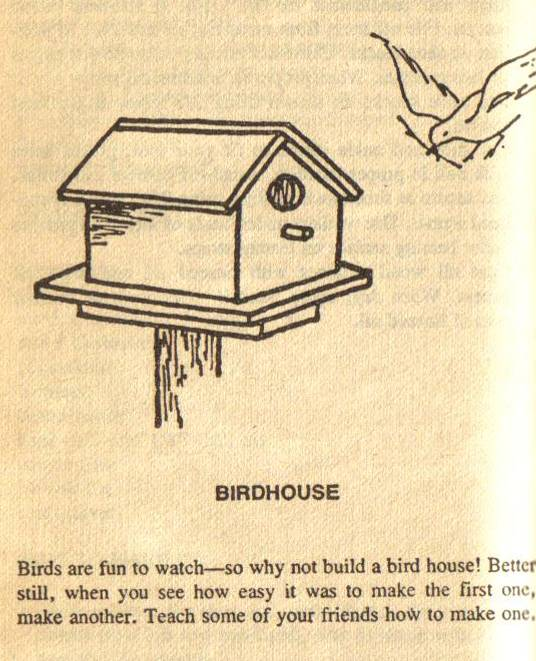 BIRDHOUSE
Birds are fun to watch—so why not build a bird house! Better
still, when you see how easy it was to make the first one,
make another. Teach some of your friends how to make one.